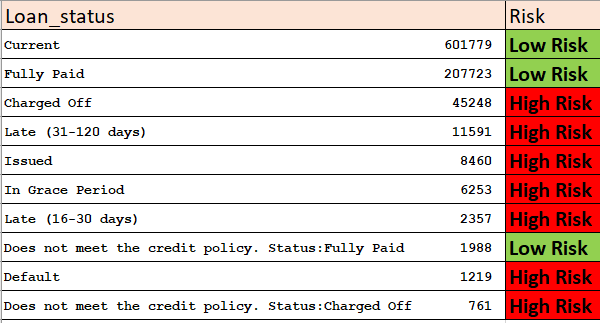 Loan_status Risk
Current 601779 Low Risk
Fully Paid 207723 Low Risk
Charged Off 45248 High Risk
Late (31-120 days) 11591 High Risk
Issued 8460 High Risk
In Grace Period 6253 High Risk
Late (16-30 days) 2357 High Risk
Does not meet the credit policy. Status:Fully Paid 1988 Low Risk
Default 1219 High Risk
Does not meet the credit policy. Status:Charged Off 761 High Risk